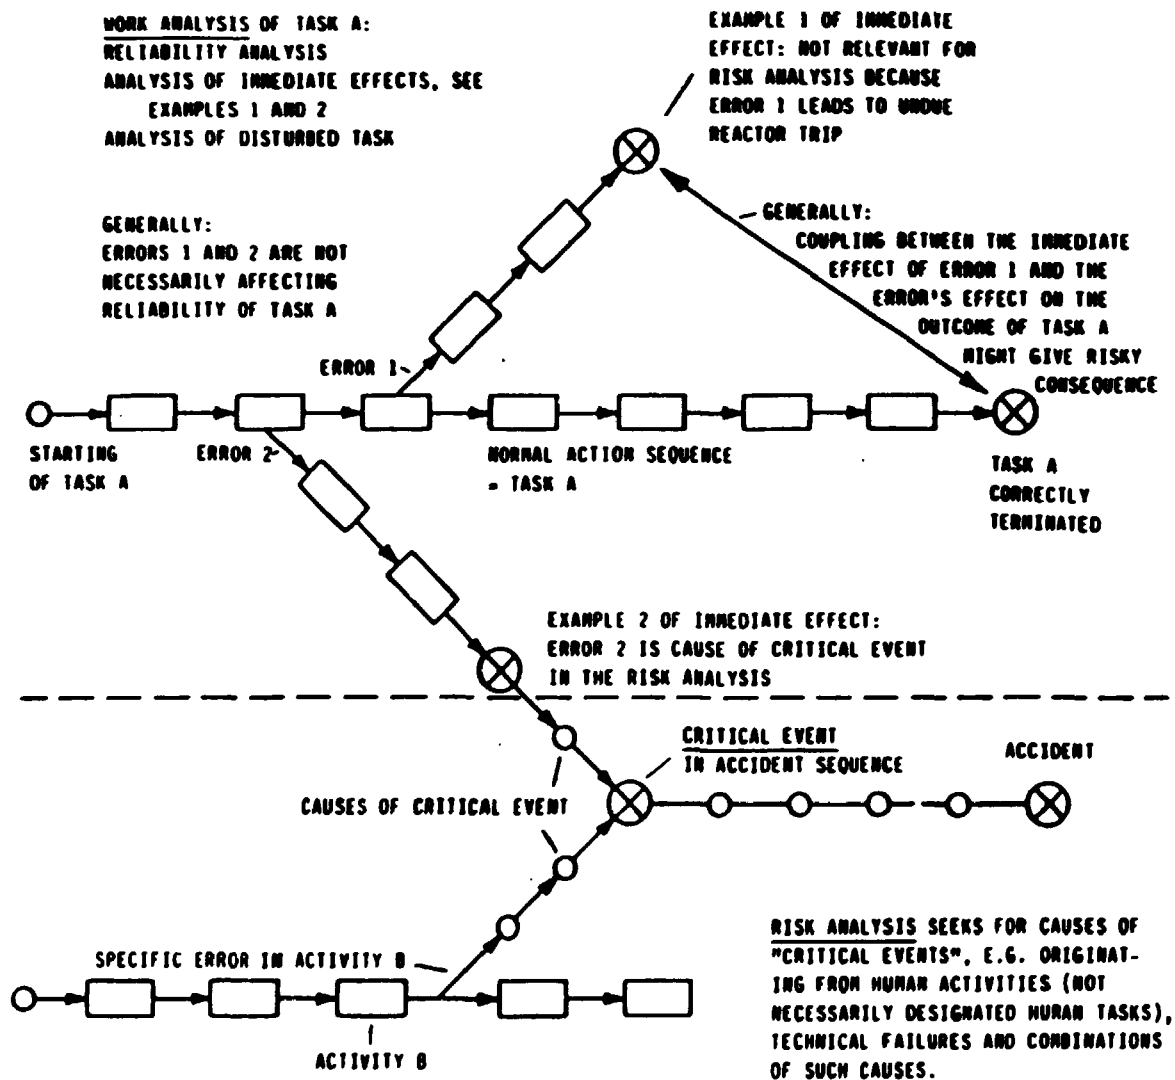 WORK ANALYSIS OF TASK A:
RELIABILITY ANALYSIS
ANALYSIS OF IMMEDIATE EFFECTS, SEE
EXAMPLES 1 AND 2
ANALYSIS OF DISTURBED TASK
EXAMPLE 1 OF IMMEDIATE
EFFECT: NOT RELEVANT FOR
RISK ANALYSIS BECAUSE
ERROR 1 LEADS TO UNDUE
REACTOR TRIP
GENERALLY:
ERRORS 1 AND 2 ARE NOT
NECESSARILY AFFECTING
RELIABILITY OF TASK A
GENERALLY:
COUPLING BETWEEN THE IMMEDIATE
EFFECT OF ERROR 1 AND THE
ERROR'S EFFECT ON THE
OUTCOME OF TASK A
MIGHT GIVE RISKY
CONSEQUENCE
ERROR 1
STARTING
OF TASK A
ERROR 2
NORMAL ACTION SEQUENCE
= TASK A
TASK A
CORRECTLY
TERMINATED
EXAMPLE 2 OF IMMEDIATE EFFECT:
ERROR 2 IS CAUSE OF CRITICAL EVENT
IN THE RISK ANALYSIS
CRITICAL EVENT
IN ACCIDENT SEQUENCE
ACCIDENT
CAUSES OF CRITICAL EVENT
SPECIFIC ERROR IN ACTIVITY B
ACTIVITY B
RISK ANALYSIS SEEKS FOR CAUSES OF
"CRITICAL EVENTS", E.G. ORIGINAT-
ING FROM HUMAN ACTIVITIES (NOT
NECESSARILY DESIGNATED HUMAN TASKS),
TECHNICAL FAILURES AND COMBINATIONS
OF SUCH CAUSES.